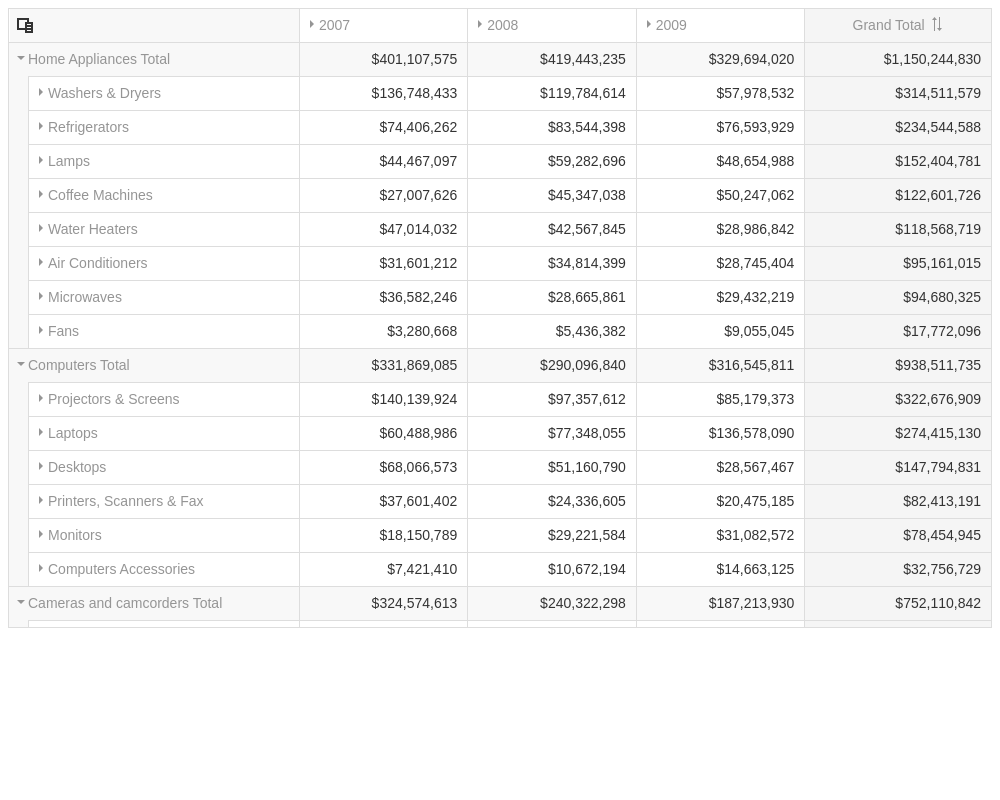 2007 2008 2009 Grand Total
Home Appliances Total $401,107,575 $419,443,235 $329,694,020 $1,150,244,830
Washers & Dryers $136,748,433 $119,784,614 $57,978,532 $314,511,579
Refrigerators $74,406,262 $83,544,398 $76,593,929 $234,544,588
Lamps $44,467,097 $59,282,696 $48,654,988 $152,404,781
Coffee Machines $27,007,626 $45,347,038 $50,247,062 $122,601,726
Water Heaters $47,014,032 $42,567,845 $28,986,842 $118,568,719
Air Conditioners $31,601,212 $34,814,399 $28,745,404 $95,161,015
Microwaves $36,582,246 $28,665,861 $29,432,219 $94,680,325
Fans $3,280,668 $5,436,382 $9,055,045 $17,772,096
Computers Total $331,869,085 $290,096,840 $316,545,811 $938,511,735
Projectors & Screens $140,139,924 $97,357,612 $85,179,373 $322,676,909
Laptops $60,488,986 $77,348,055 $136,578,090 $274,415,130
Desktops $68,066,573 $51,160,790 $28,567,467 $147,794,831
Printers, Scanners & Fax $37,601,402 $24,336,605 $20,475,185 $82,413,191
Monitors $18,150,789 $29,221,584 $31,082,572 $78,454,945
Computers Accessories $7,421,410 $10,672,194 $14,663,125 $32,756,729
Cameras and camcorders Total $324,574,613 $240,322,298 $187,213,930 $752,110,842